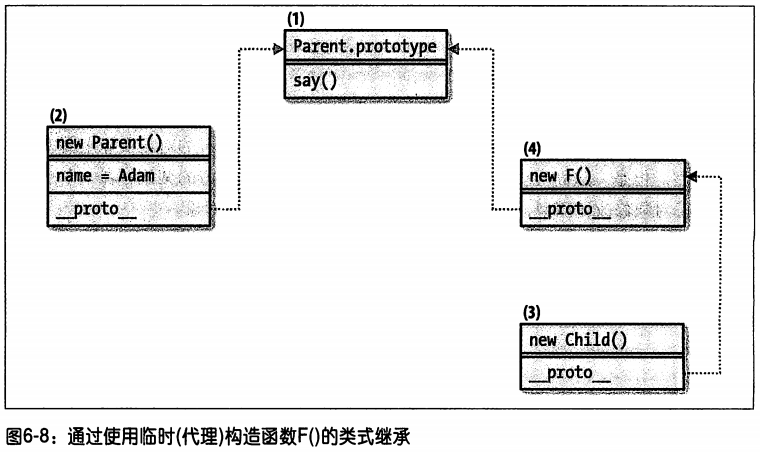 (1)
Parent.prototype
say()
(2)
new Parent()
name = Adam
__proto__
(4)
new F()
__proto__
(3)
new Child()
__proto__
图6-8：通过使用临时(代理)构造函数F()的类式继承